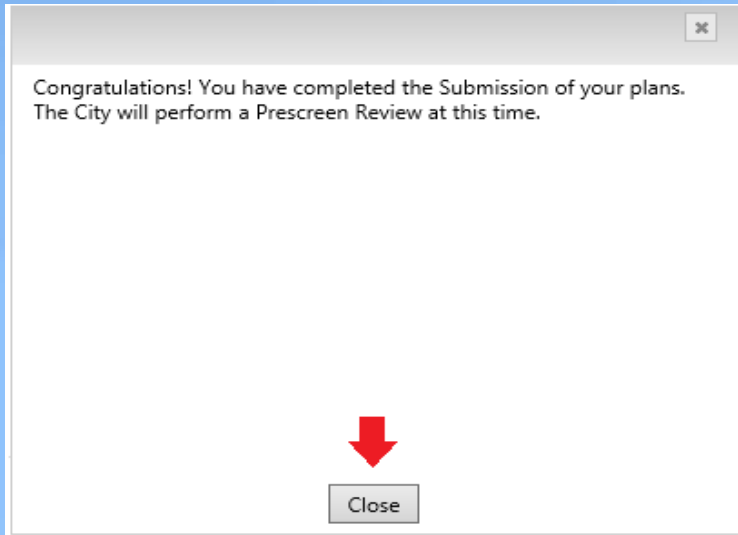 Congratulations! You have completed the Submission of your plans.
The City will perform a Prescreen Review at this time.
Close